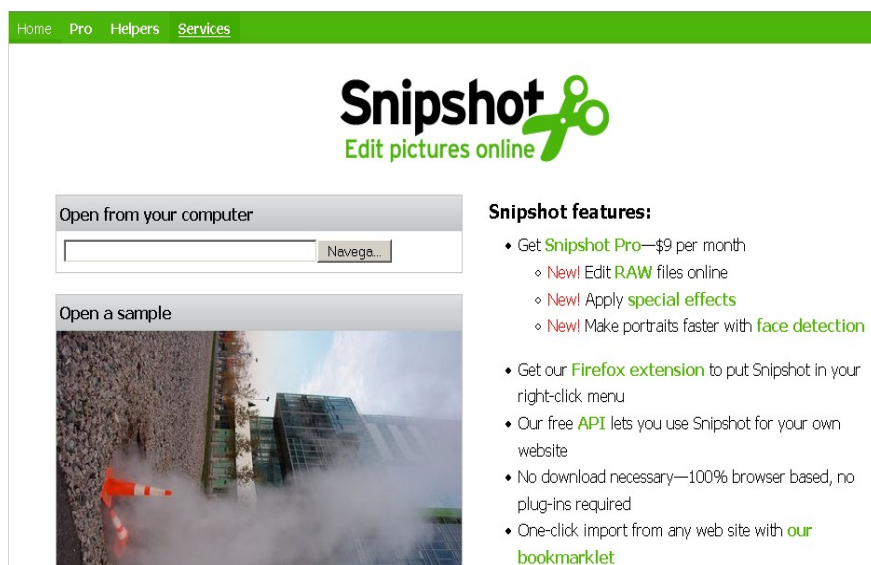 Home Pro Helpers Services
Snipshot
Edit pictures online
Open from your computer
Navega...
Open a sample
Snipshot features:
• Get Snipshot Pro—$9 per month
◦ New! Edit RAW files online
◦ New! Apply special effects
◦ New! Make portraits faster with face detection
• Get our Firefox extension to put Snipshot in your
right-click menu
• Our free API lets you use Snipshot for your own
website
• No download necessary—100% browser based, no
plug-ins required
• One-click import from any web site with our
bookmarklet